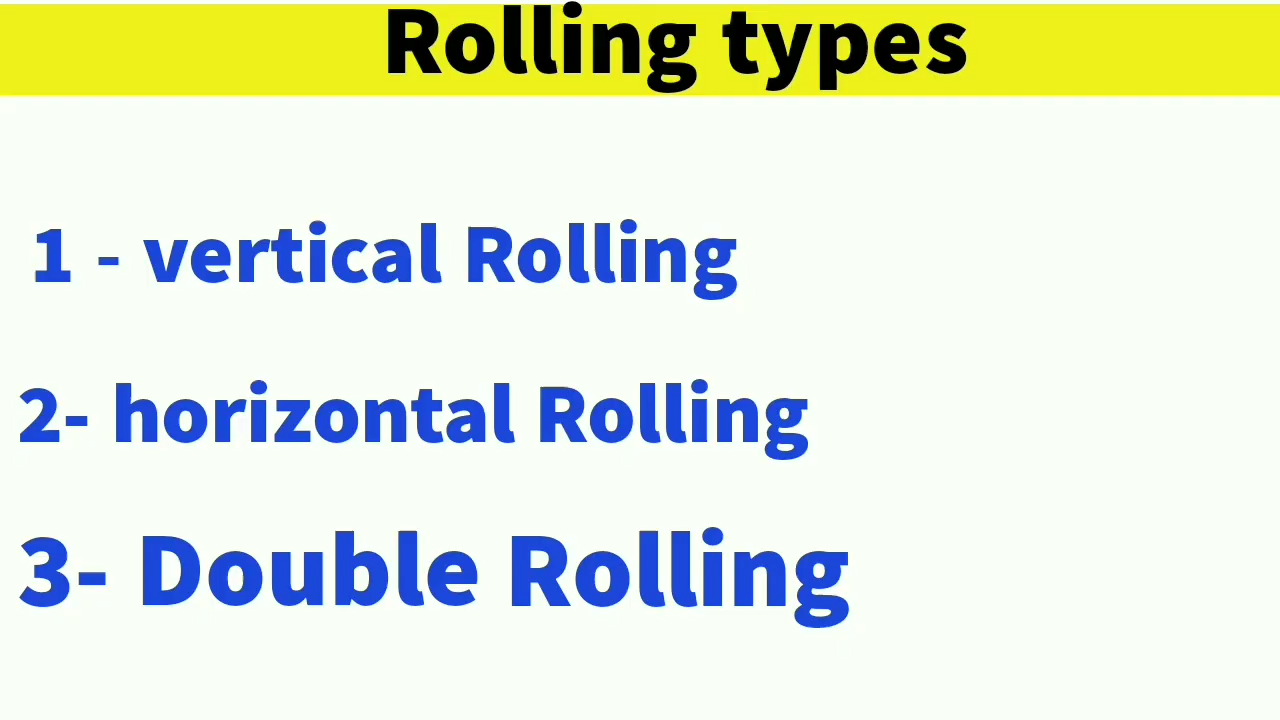 Rolling types
1 - vertical Rolling
2- horizontal Rolling
3- Double Rolling